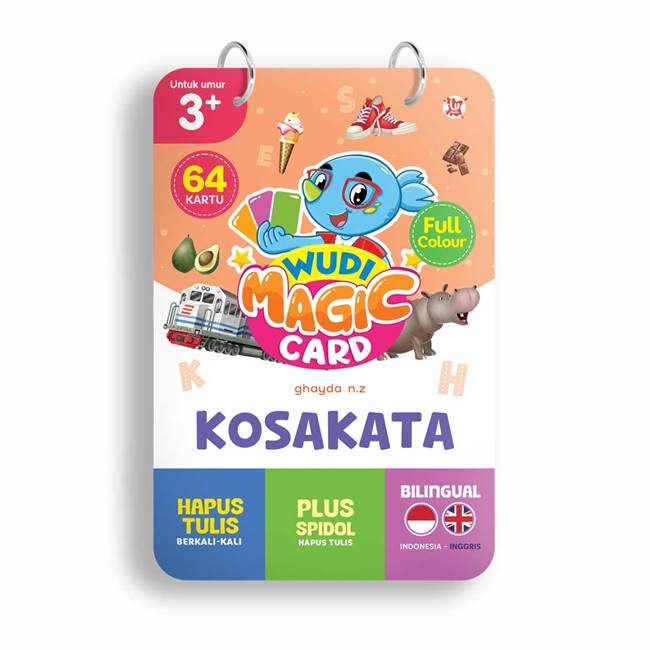 Untuk umur
3+
64
KARTU
S
E
Full
Colour
WUDI
MAGIC
CARD
K
H
ghayda n.z
KOSAKATA
HAPUS
TULIS
BERKALI-KALI
PLUS
SPIDOL
HAPUS TULIS
BILINGUAL
INDONESIA - INGGRIS